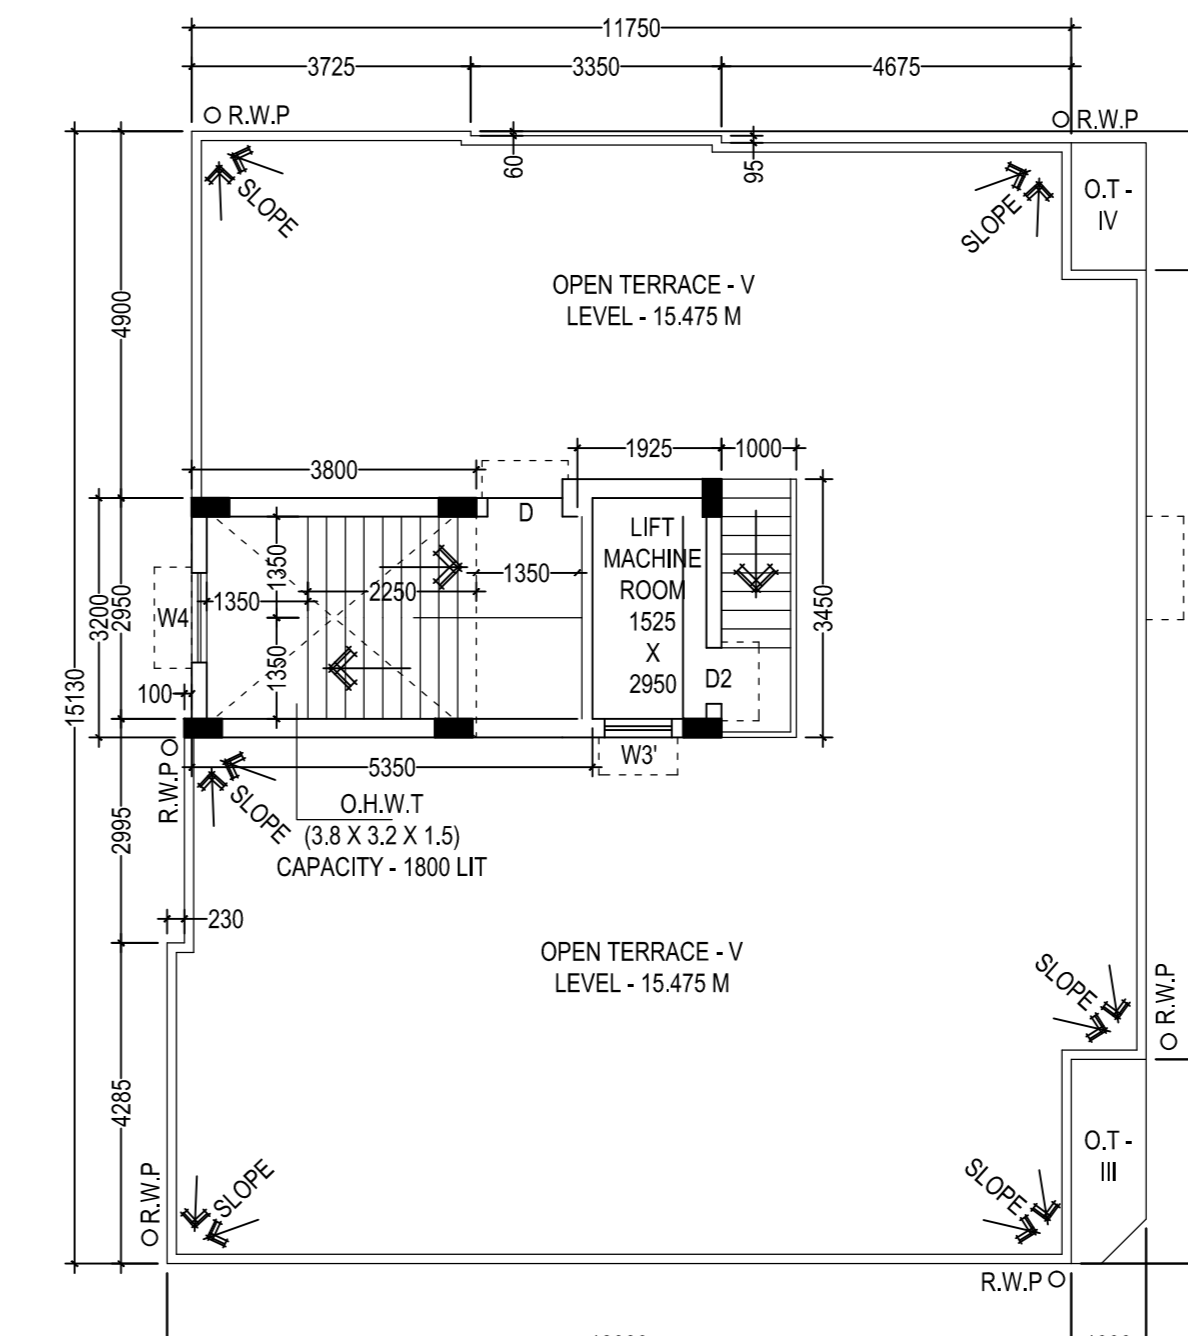 11750
3725
3350
4675
R.W.P
R.W.P
60
95
SLOPE
SLOPE
O.T -
IV
OPEN TERRACE - V
LEVEL - 15.475 M
4900
1925
1000
3800
D
LIFT
MACHINE
ROOM
1525
X
2950
1350
1350
2250
1350
W4
3200
2950
3450
1350
D2
100
15130
W3'
5350
R.W.P
SLOPE
O.H.W.T
(3.8 X 3.2 X 1.5)
CAPACITY - 1800 LIT
2995
230
OPEN TERRACE - V
LEVEL - 15.475 M
SLOPE
R.W.P
4285
O.T -
III
R.W.P
SLOPE
SLOPE
R.W.P